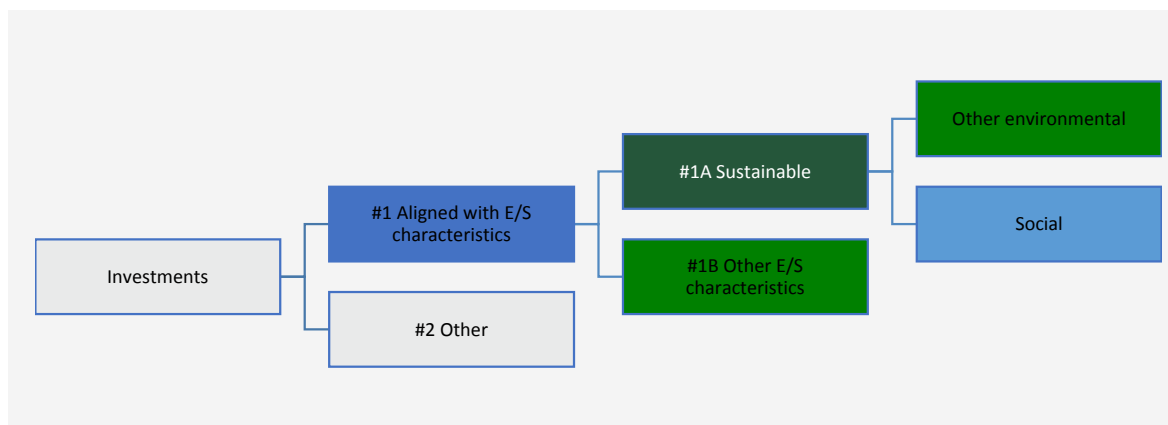 Investments
#1 Aligned with E/S
characteristics
#2 Other
#1A Sustainable
#1B Other E/S
characteristics
Other environmental
Social